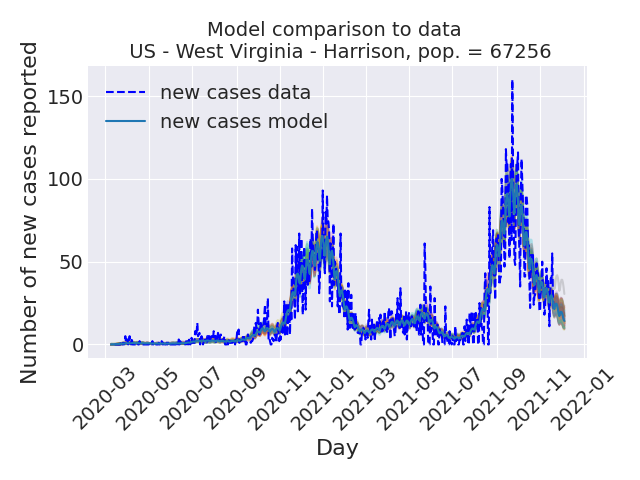 Model comparison to data
US - West Virginia - Harrison, pop. = 67256
Number of new cases reported
150
100
50
0
new cases data
new cases model
2020-03
2020-05
2020-07
2020-09
2020-11
2021-01
2021-03
2021-05
2021-07
2021-09
2021-11
2022-01
Day